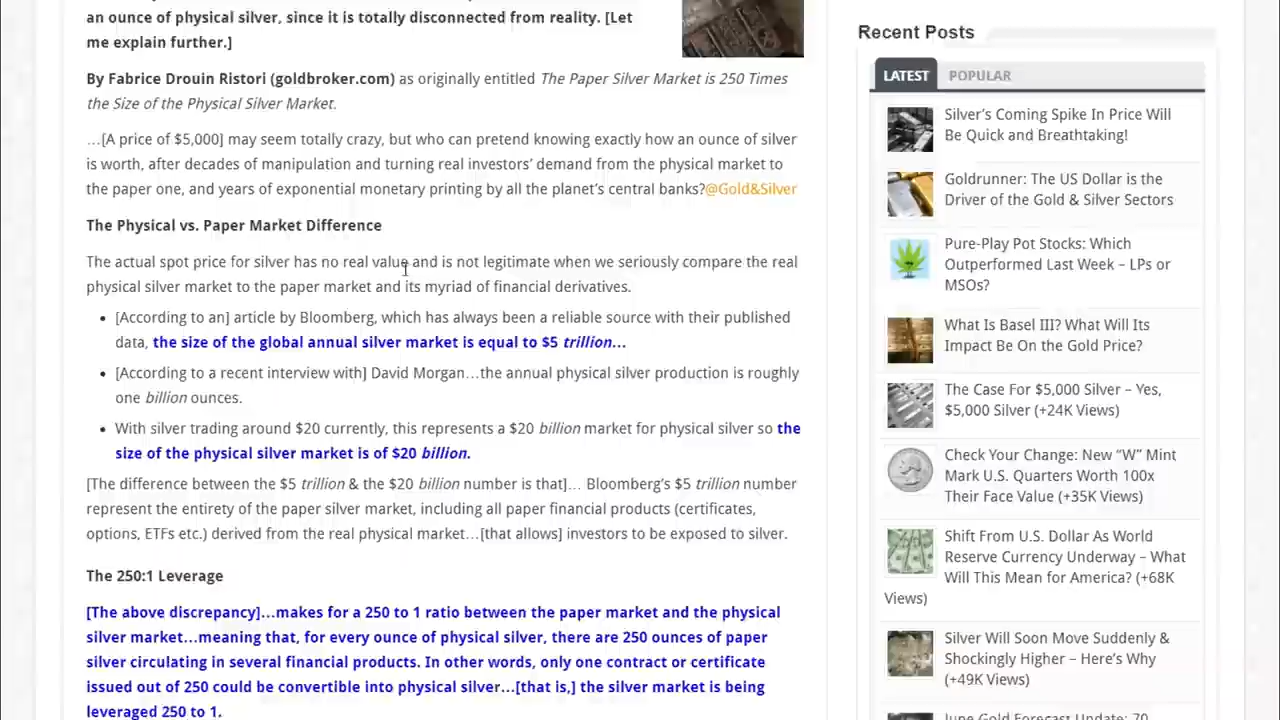 an ounce of physical silver, since it is totally disconnected from reality. [Let
me explain further.]
By Fabrice Drouin Ristori (goldbroker.com) as originally entitled The Paper Silver Market is 250 Times
the Size of the Physical Silver Market.
…[A price of $5,000] may seem totally crazy, but who can pretend knowing exactly how an ounce of silver
is worth, after decades of manipulation and turning real investors’ demand from the physical market to
the paper one, and years of exponential monetary printing by all the planet’s central banks?@Gold&Silver
The Physical vs. Paper Market Difference
The actual spot price for silver has no real value and is not legitimate when we seriously compare the real
physical silver market to the paper market and its myriad of financial derivatives.
• [According to an] article by Bloomberg, which has always been a reliable source with their published
data, the size of the global annual silver market is equal to $5 trillion…
• [According to a recent interview with] David Morgan…the annual physical silver production is roughly
one billion ounces.
• With silver trading around $20 currently, this represents a $20 billion market for physical silver so the
size of the physical silver market is of $20 billion.
[The difference between the $5 trillion & the $20 billion number is that]… Bloomberg’s $5 trillion number
represent the entirety of the paper silver market, including all paper financial products (certificates,
options, ETFs etc.) derived from the real physical market…[that allows] investors to be exposed to silver.
The 250:1 Leverage
[The above discrepancy]…makes for a 250 to 1 ratio between the paper market and the physical
silver market…meaning that, for every ounce of physical silver, there are 250 ounces of paper
silver circulating in several financial products. In other words, only one contract or certificate
issued out of 250 could be convertible into physical silver…[that is,] the silver market is being
leveraged 250 to 1.
Recent Posts
LATEST POPULAR
Silver’s Coming Spike In Price Will
Be Quick and Breathtaking!
Goldrunner: The US Dollar is the
Driver of the Gold & Silver Sectors
Pure-Play Pot Stocks: Which
Outperformed Last Week – LPs or
MSOs?
What Is Basel III? What Will Its
Impact Be On the Gold Price?
The Case For $5,000 Silver – Yes,
$5,000 Silver (+24K Views)
Check Your Change: New “W” Mint
Mark U.S. Quarters Worth 100x
Their Face Value (+35K Views)
Shift From U.S. Dollar As World
Reserve Currency Underway – What
Will This Mean for America? (+68K
Views)
Silver Will Soon Move Suddenly &
Shockingly Higher – Here’s Why
(+49K Views)
June Gold Forecast Update: 70